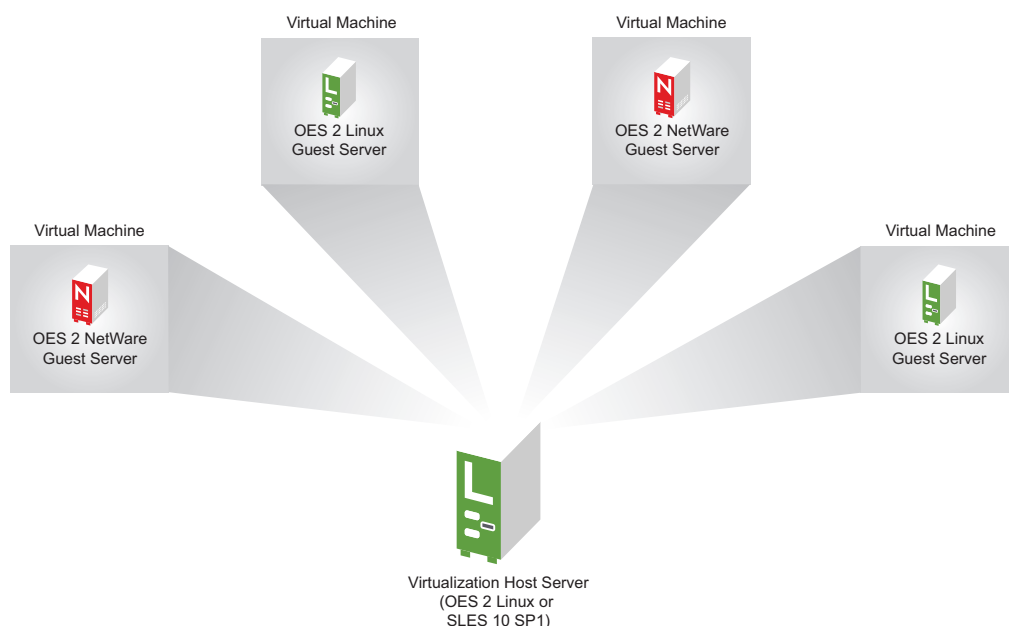 Virtual Machine
L
OES 2 Linux
Guest Server
Virtual Machine
N
OES 2 NetWare
Guest Server
Virtual Machine
N
OES 2 NetWare
Guest Server
Virtual Machine
L
OES 2 Linux
Guest Server
L
Virtualization Host Server
(OES 2 Linux or
SLES 10 SP1)